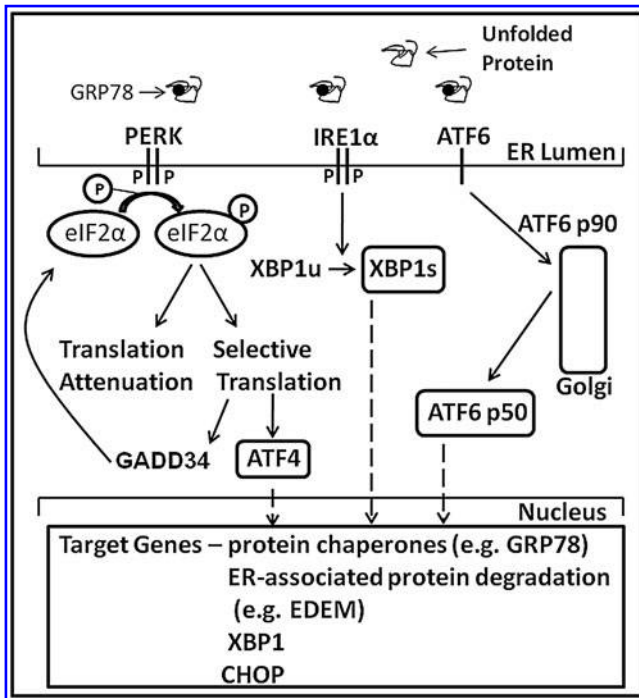 Unfolded
Protein
GRP78
PERK
IRE1α
ATF6
ER Lumen
P P
P P
P
P
eIF2α
eIF2α
ATF6 p90
XBP1u
XBP1s
Translation
Attenuation
Selective
Translation
Golgi
ATF6 p50
GADD34
ATF4
Nucleus
Target Genes – protein chaperones (e.g. GRP78)
ER-associated protein degradation
(e.g. EDEM)
XBP1
CHOP